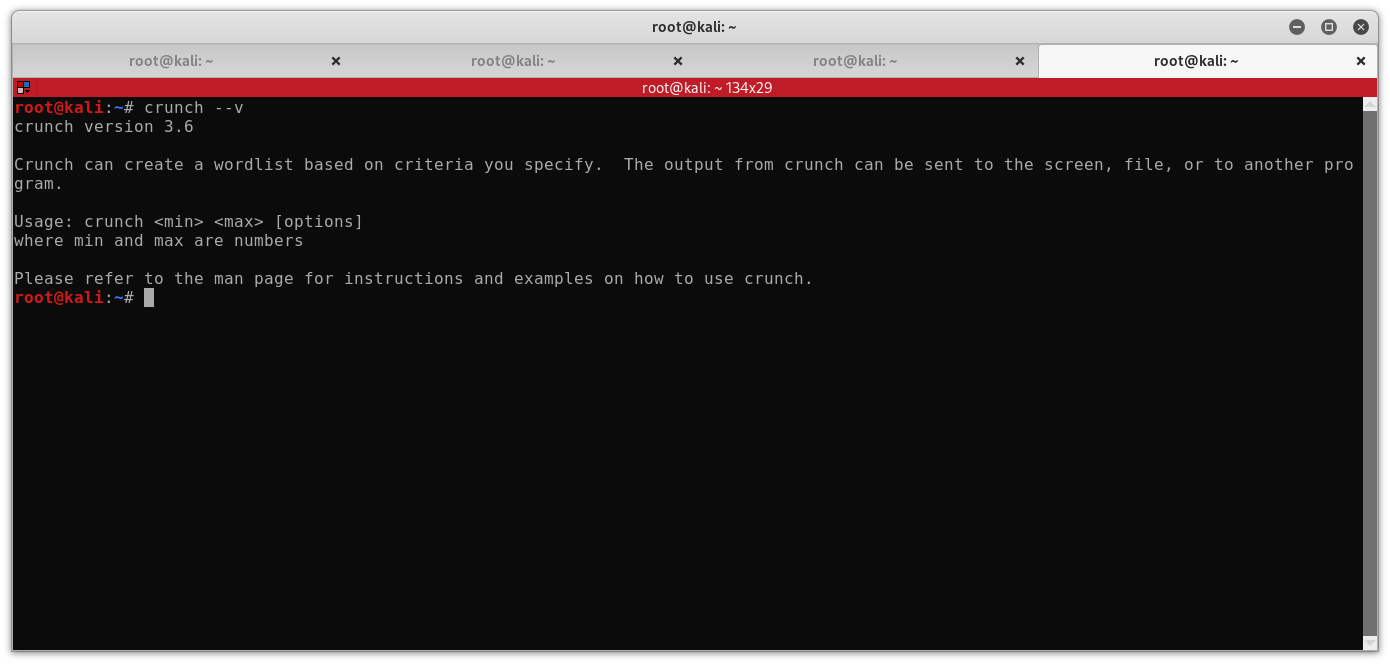 root@kali: ~
root@kali: ~ root@kali: ~ root@kali: ~ root@kali: ~
root@kali: ~ 134x29
root@kali:~# crunch --v
crunch version 3.6
Crunch can create a wordlist based on criteria you specify.  The output from crunch can be sent to the screen, file, or to another pro
gram.
Usage: crunch <min> <max> [options]
where min and max are numbers
Please refer to the man page for instructions and examples on how to use crunch.
root@kali:~#